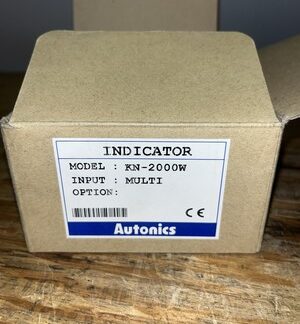 INDICATOR
MODEL : KN-2000W
INPUT : MULTI
OPTION:
CE
Autonics